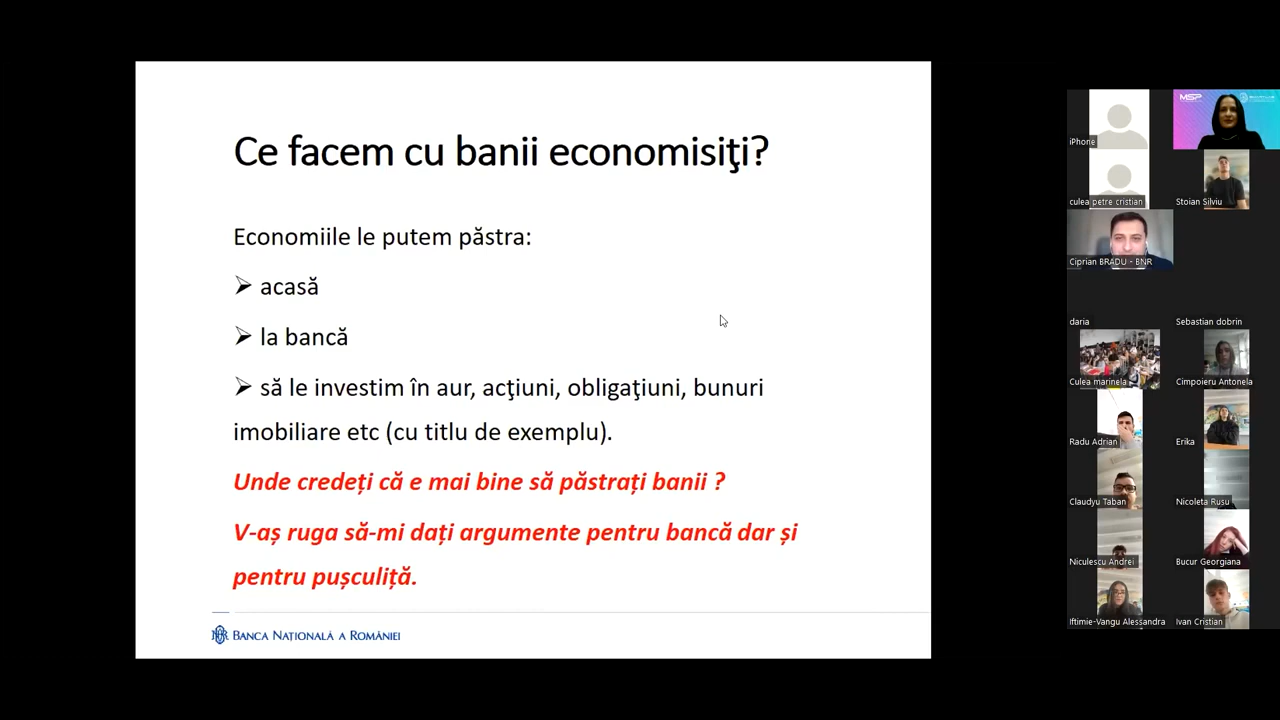 Ce facem cu banii economisiţi?
Economiile le putem păstra:
➢ acasă
➢ la bancă
➢ să le investim în aur, acţiuni, obligaţiuni, bunuri
imobiliare etc (cu titlu de exemplu).
Unde credeți că e mai bine să păstrați banii ?
V-aș ruga să-mi dați argumente pentru bancă dar și
pentru pușculiță.
BANCA NAȚIONALĂ A ROMÂNIEI
MSP
iPhone
culea petre cristian
Stoian Silviu
Ciprian BRADU - BNR
daria
Sebastian dobrin
Culea marinela
Cimpoieru Antonela
Radu Adrian
Erika
Claudyu Taban
Nicoleta Rusu
Niculescu Andrei
Bucur Georgiana
Iftimie-Vangu Alessandra
Ivan Cristian